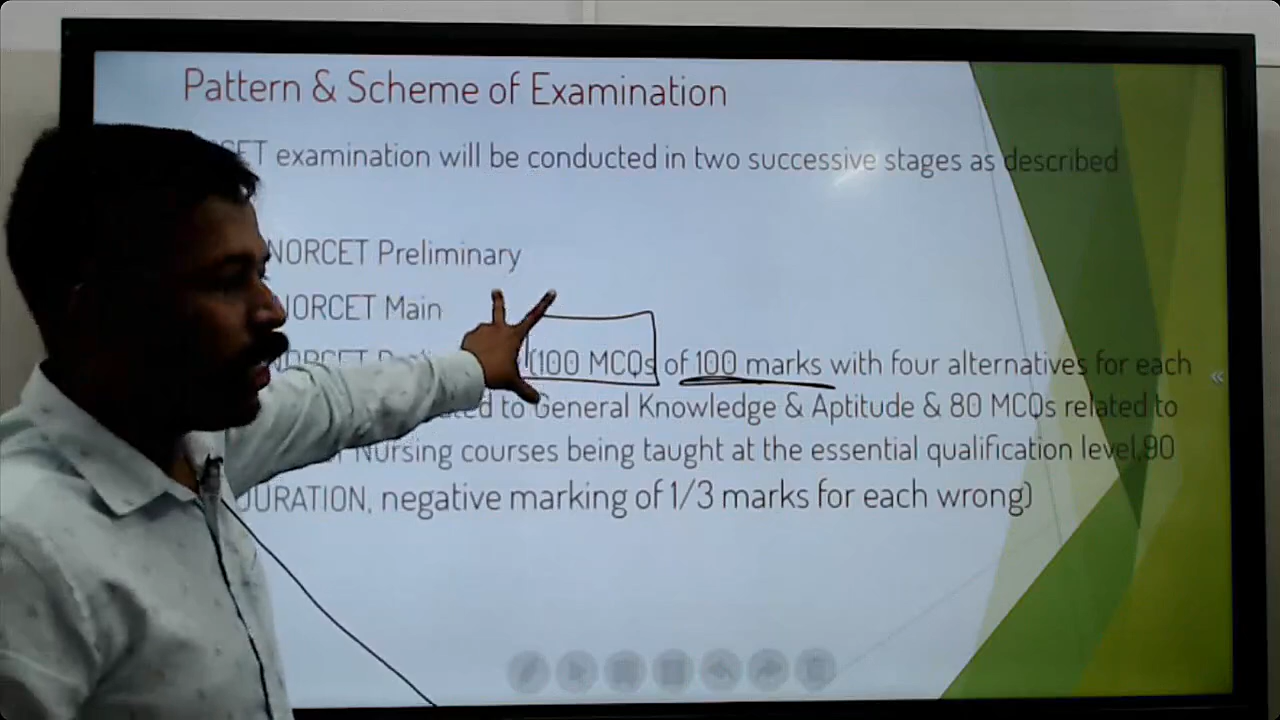 Pattern & Scheme of Examination
examination will be conducted in two successive stages as described
NORCET Preliminary
NORCET Main
(100 MCQs of 100 marks with four alternatives for each
to General Knowledge & Aptitude & 80 MCQs related to
Nursing courses being taught at the essential qualification level,90
DURATION, negative marking of 1/3 marks for each wrong)